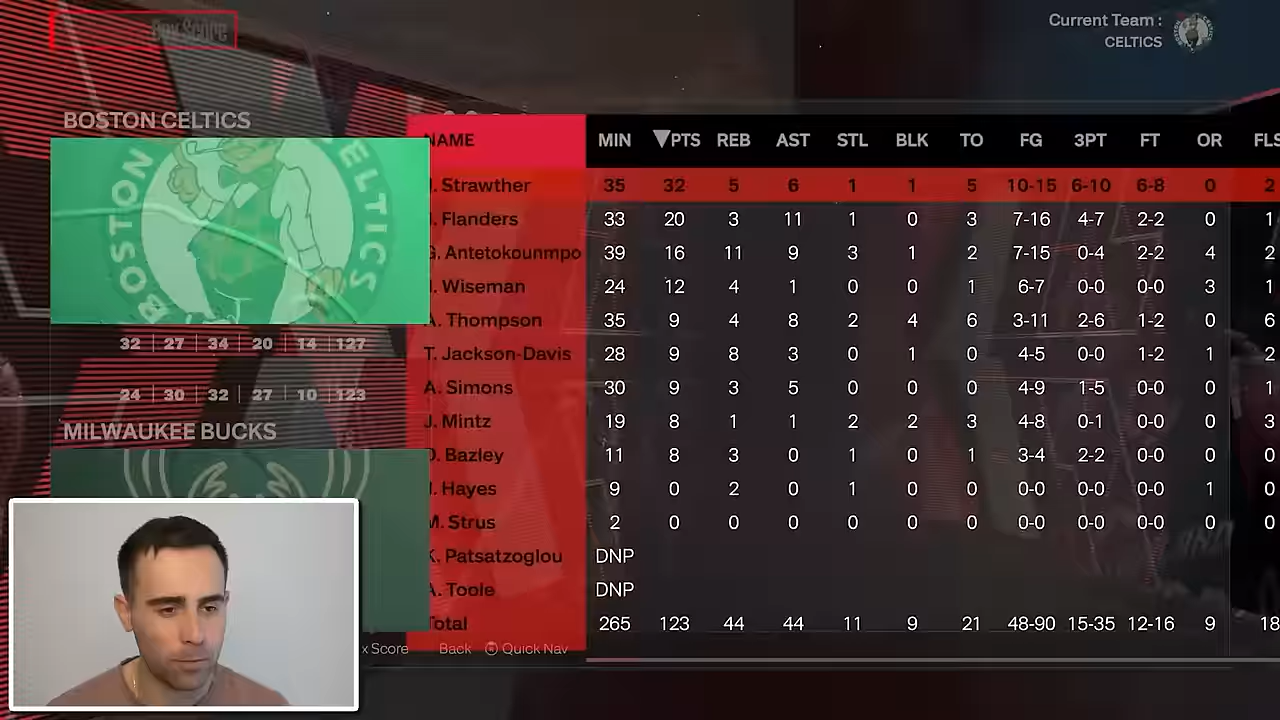 Box Score
Current Team :
CELTICS
BOSTON CELTICS
BOSTON CELTICS
32 27 34 20 14 127
24 30 32 27 10 123
MILWAUKEE BUCKS
NAME MIN PTS REB AST STL BLK TO FG 3PT FT OR FLS
. Strawther 35 32 5 6 1 1 5 10-15 6-10 6-8 0 2
. Flanders 33 20 3 11 1 0 3 7-16 4-7 2-2 0 1
G. Antetokounmpo 39 16 11 9 3 1 2 7-15 0-4 2-2 4 2
. Wiseman 24 12 4 1 0 0 1 6-7 0-0 0-0 3 1
A. Thompson 35 9 4 8 2 4 6 3-11 2-6 1-2 0 6
T. Jackson-Davis 28 9 8 3 0 1 0 4-5 0-0 1-2 1 2
A. Simons 30 9 3 5 0 0 0 4-9 1-5 0-0 0 1
J. Mintz 19 8 1 1 2 2 3 4-8 0-1 0-0 0 3
D. Bazley 11 8 3 0 1 0 1 3-4 2-2 0-0 0 0
. Hayes 9 0 2 0 1 0 0 0-0 0-0 0-0 1 0
M. Strus 2 0 0 0 0 0 0 0-0 0-0 0-0 0 0
K. Patsatzoglou DNP
A. Toole DNP
Total 265 123 44 44 11 9 21 48-90 15-35 12-16 9 18
x Score Back Quick Nav